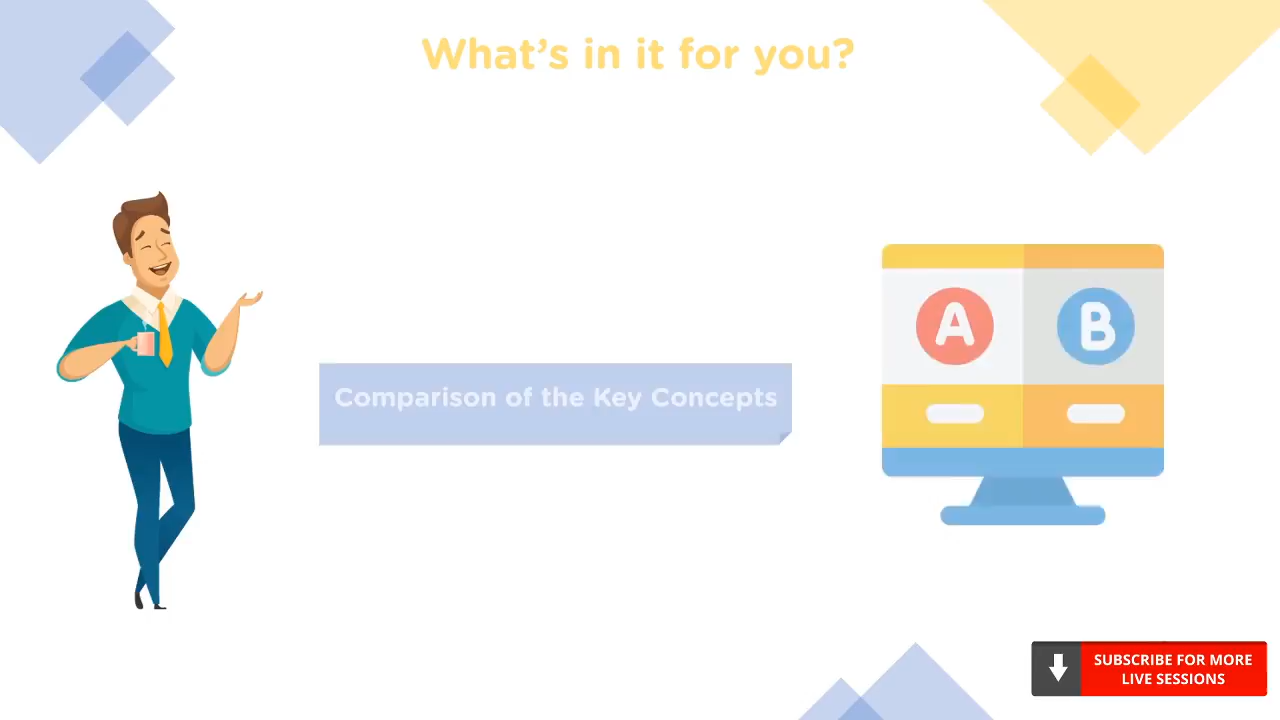 What's in it for you?
Comparison of the Key Concepts
A
B
SUBSCRIBE FOR MORE
LIVE SESSIONS